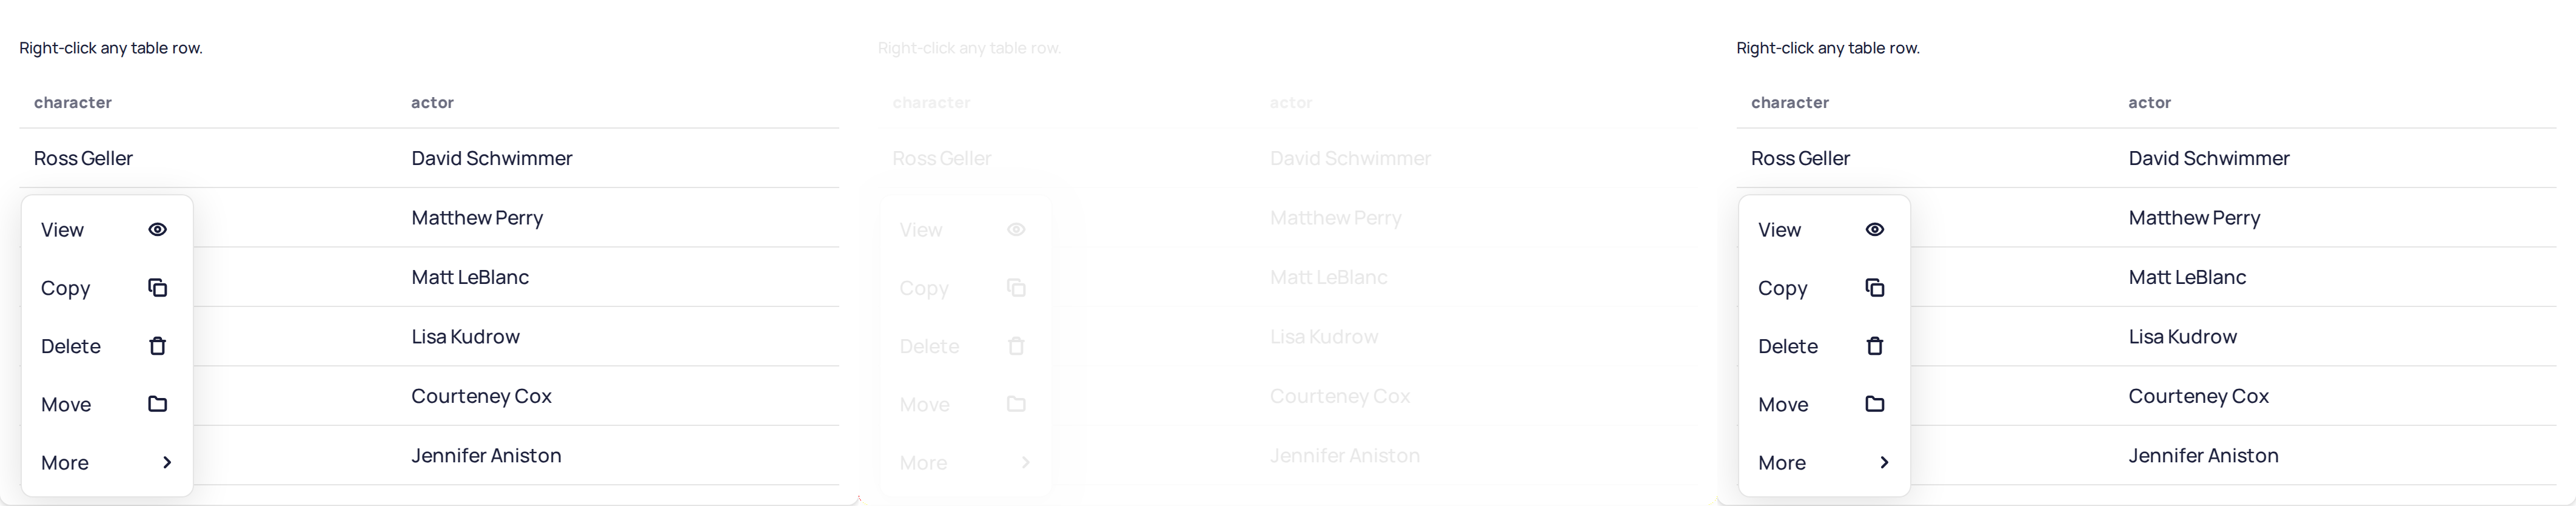 Right-click any table row.
character actor
Ross Geller David Schwimmer
Matthew Perry
View
Matt LeBlanc
Copy
Lisa Kudrow
Delete
Courteney Cox
Move
Jennifer Aniston
More
Right-click any table row.
character actor
Ross Geller David Schwimmer
Matthew Perry
View
Matt LeBlanc
Copy
Lisa Kudrow
Delete
Courteney Cox
Move
Jennifer Aniston
More
Right-click any table row.
character actor
Ross Geller David Schwimmer
Matthew Perry
View
Matt LeBlanc
Copy
Lisa Kudrow
Delete
Courteney Cox
Move
Jennifer Aniston
More